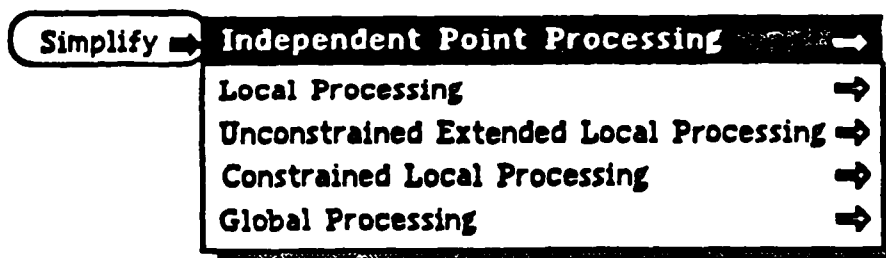 Simplify Independent Point Processing
Local Processing
Unconstrained Extended Local Processing
Constrained Local Processing
Global Processing